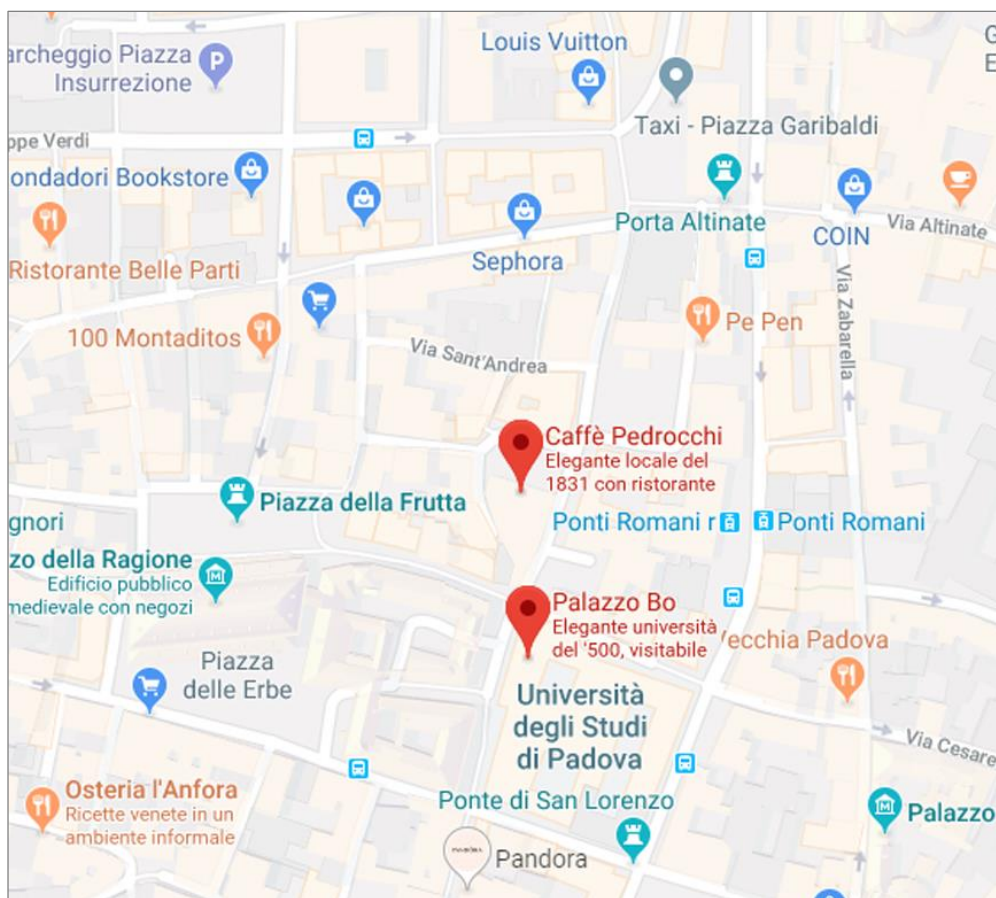 archeggio Piazza
Insurrezione
P
Louis Vuitton
G
E
Taxi - Piazza Garibaldi
ppe Verdi
ondadori Bookstore
Porta Altinate
COIN
Via Altinate
Ristorante Belle Parti
Sephora
100 Montaditos
Pe Pen
Via Zabarella
Via Sant'Andrea
Caffè Pedrocchi
Elegante locale del
1831 con ristorante
Piazza della Frutta
gnori
Ponti Romani r
Ponti Romani
zo della Ragione
Edificio pubblico
medievale con negozi
M
Palazzo Bo
Elegante università
del '500, visitabile
ecchia Padova
Piazza
delle Erbe
Università
degli Studi
di Padova
Via Cesare
Osteria l'Anfora
Ricette venete in un
ambiente informale
Ponte di San Lorenzo
M
Palazzo
PANDÖRA
Pandora